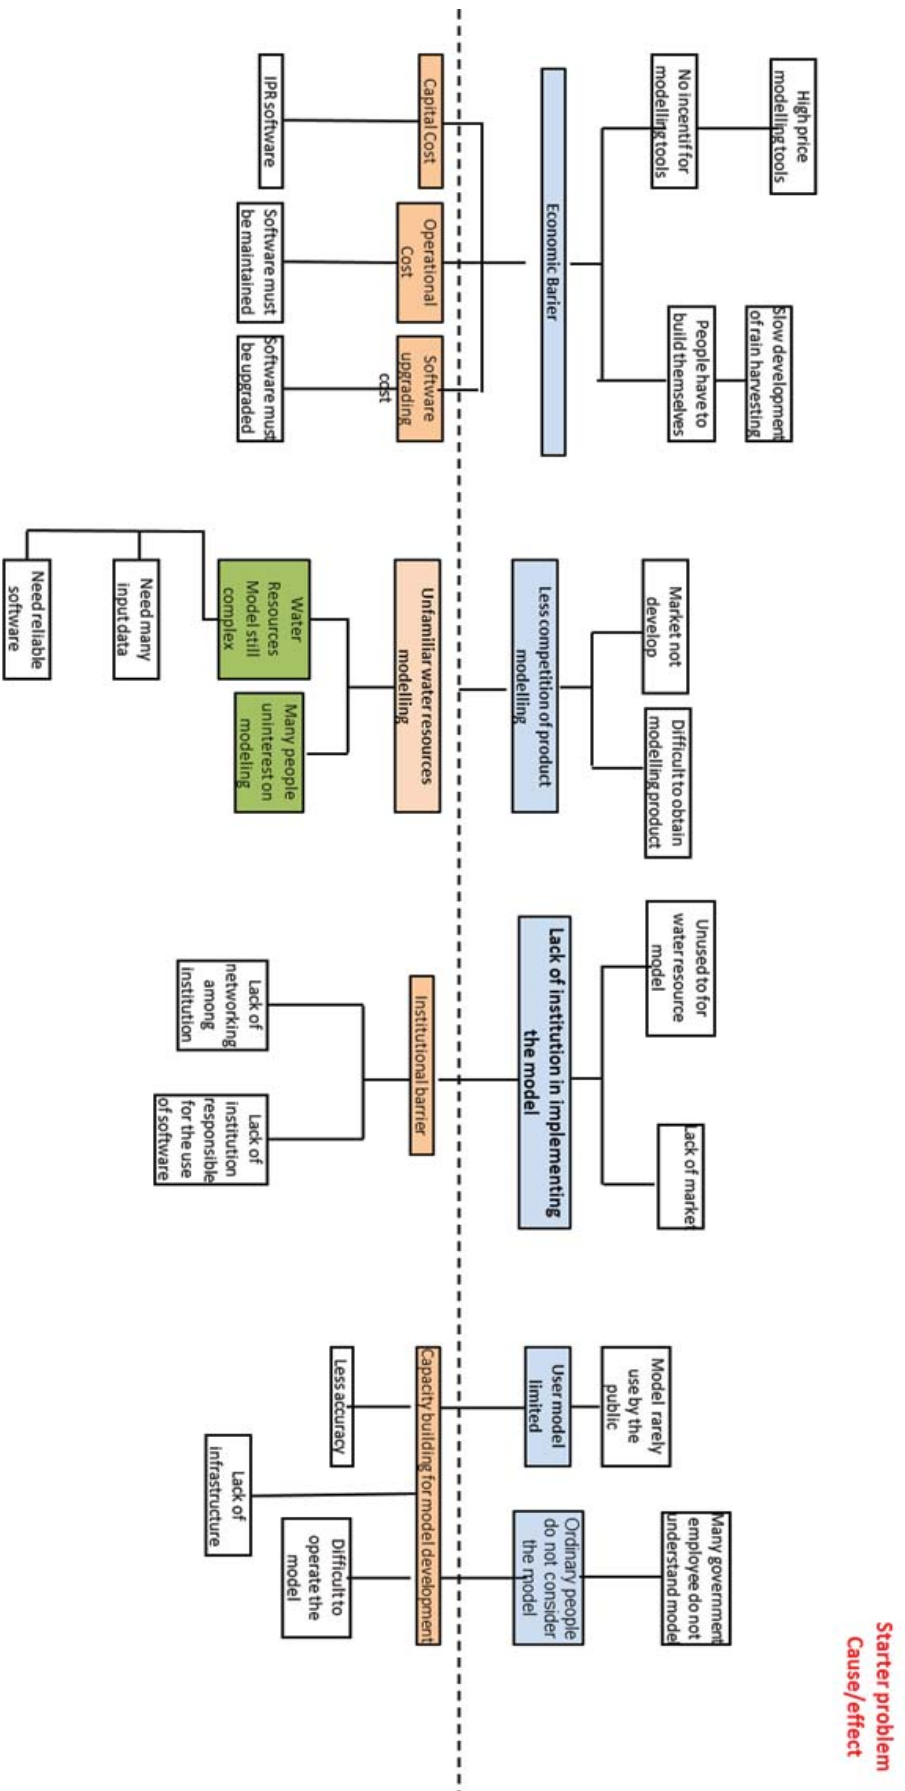 Starter problem
Cause/effect
High price
modelling tools
Slow development
of rain harvesting
No incentif for
modelling tools
People have to
build themselves
Market not
develop
Difficult to obtain
modelling product
Unused to for
water resource
model
Lack of market
Model rarely
use by the
public
Many government
employee do not
understand model
Economic Barier
Less competition of product
modelling
Lack of institution in implementing
the model
User model
limited
Ordinary people
do not consider
the model
Capital Cost
Operational
Cost
Software
upgrading
cost
Unfamiliar water resources
modelling
Institutional barrier
Capacity building for model development
IPR software
Software must
be maintained
Software must
be upgraded
Water
Resources
Model still
complex
Many people
uninterest on
modeling
Need many
input data
Need reliable
software
Lack of
networking
among
institution
Lack of
institution
responsible
for the use
of software
Less accuracy
Lack of
infrastructure
Difficult to
operate the
model